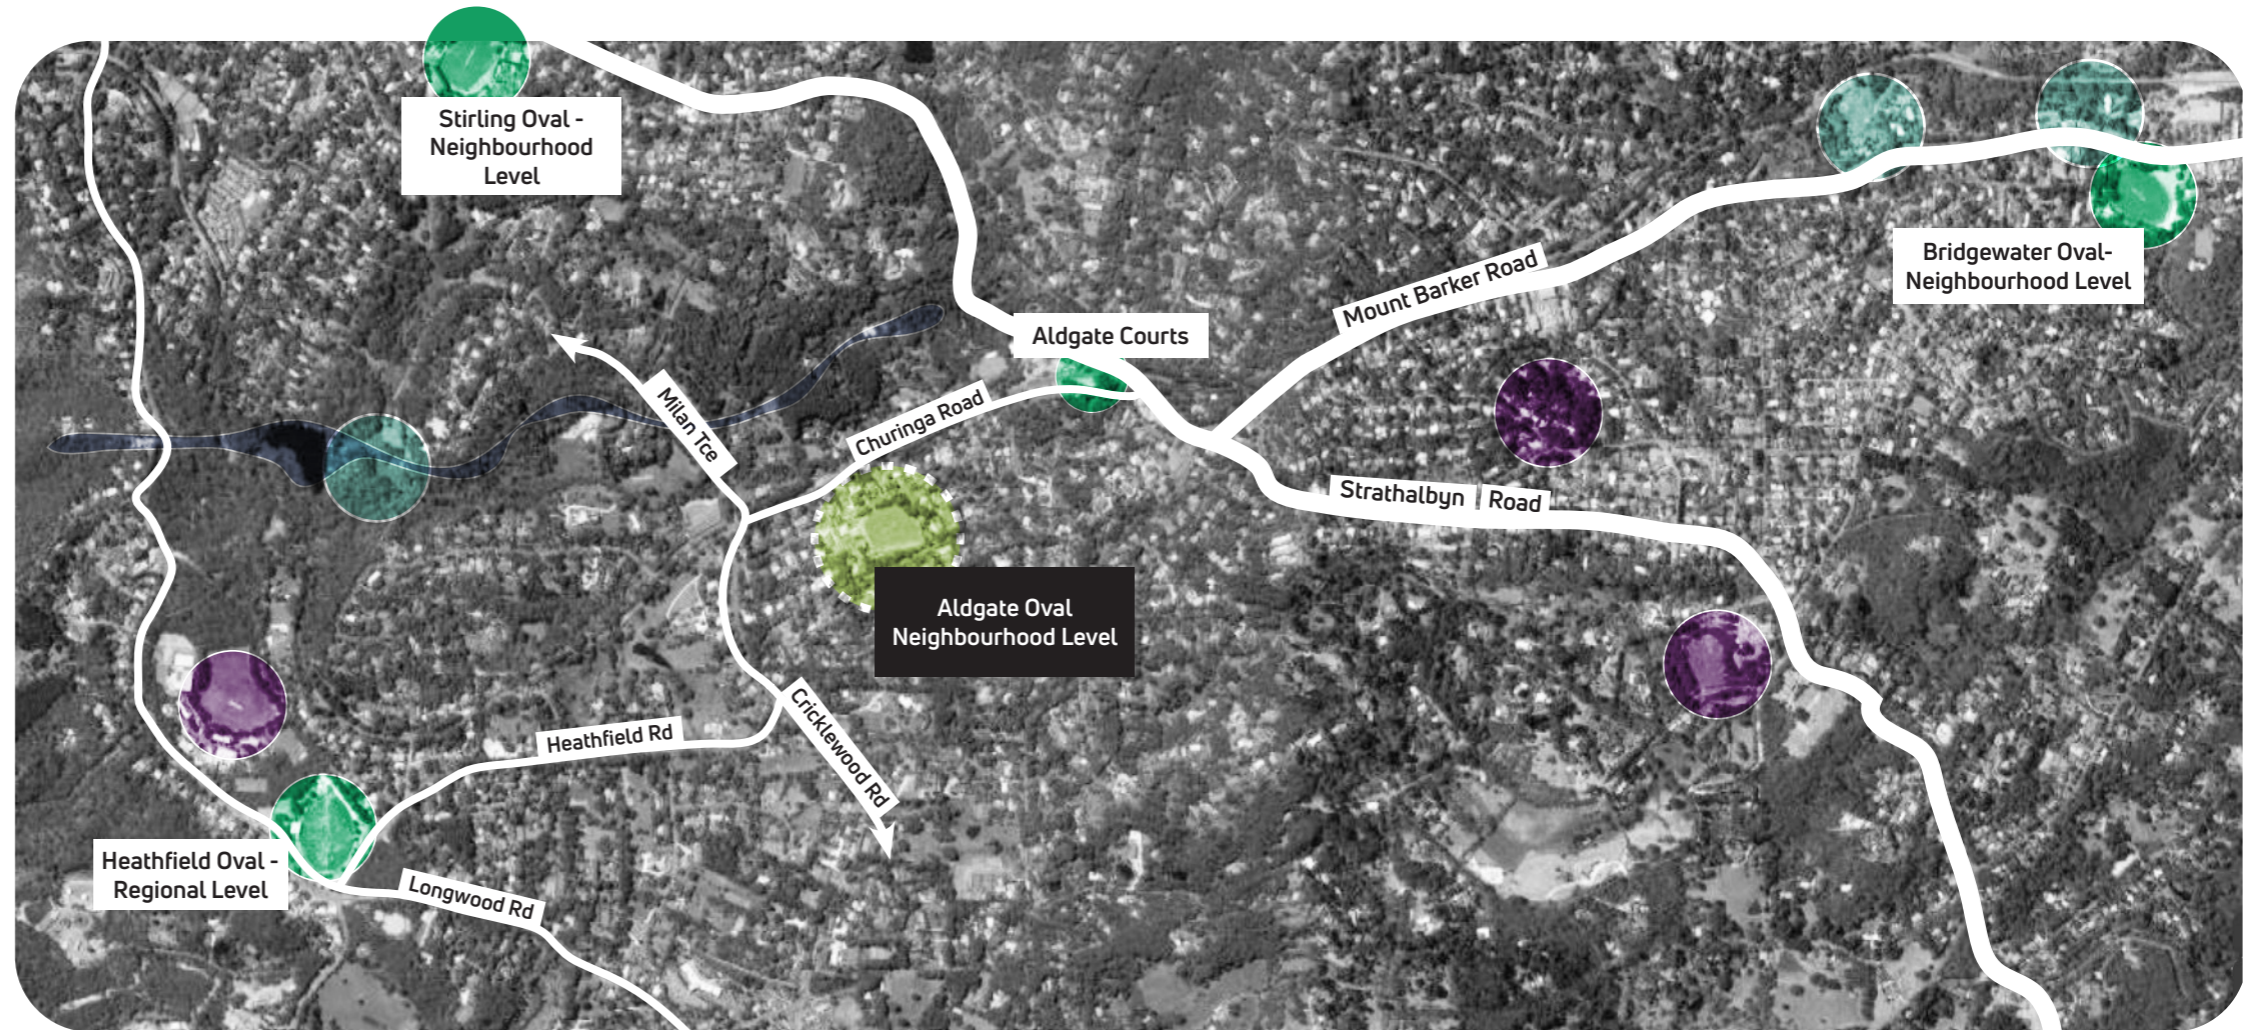 Stirling Oval -
Neighbourhood
Level
Bridgewater Oval-
Neighbourhood Level
Mount Barker Road
Aldgate Courts
Milan Tce
Churinga Road
Strathalbyn Road
Aldgate Oval
Neighbourhood Level
Heathfield Rd
Cricklewood Rd
Heathfield Oval -
Regional Level
Longwood Rd